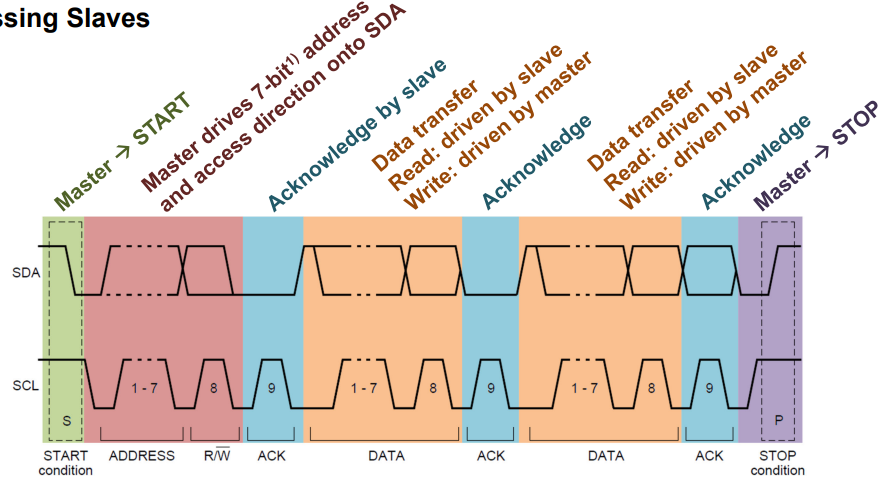 ssing Slaves
Master → START
Master drives 7-bit¹⁾ address
and access direction onto SDA
Acknowledge by slave
Data transfer
Read: driven by slave
Write: driven by master
Acknowledge
Data transfer
Read: driven by slave
Write: driven by master
Acknowledge
Master → STOP
SDA
SCL
1 - 7
8
9
1 - 7
8
9
1 - 7
8
9
S
P
START
condition
ADDRESS
R/W̅
ACK
DATA
ACK
DATA
ACK
STOP
condition